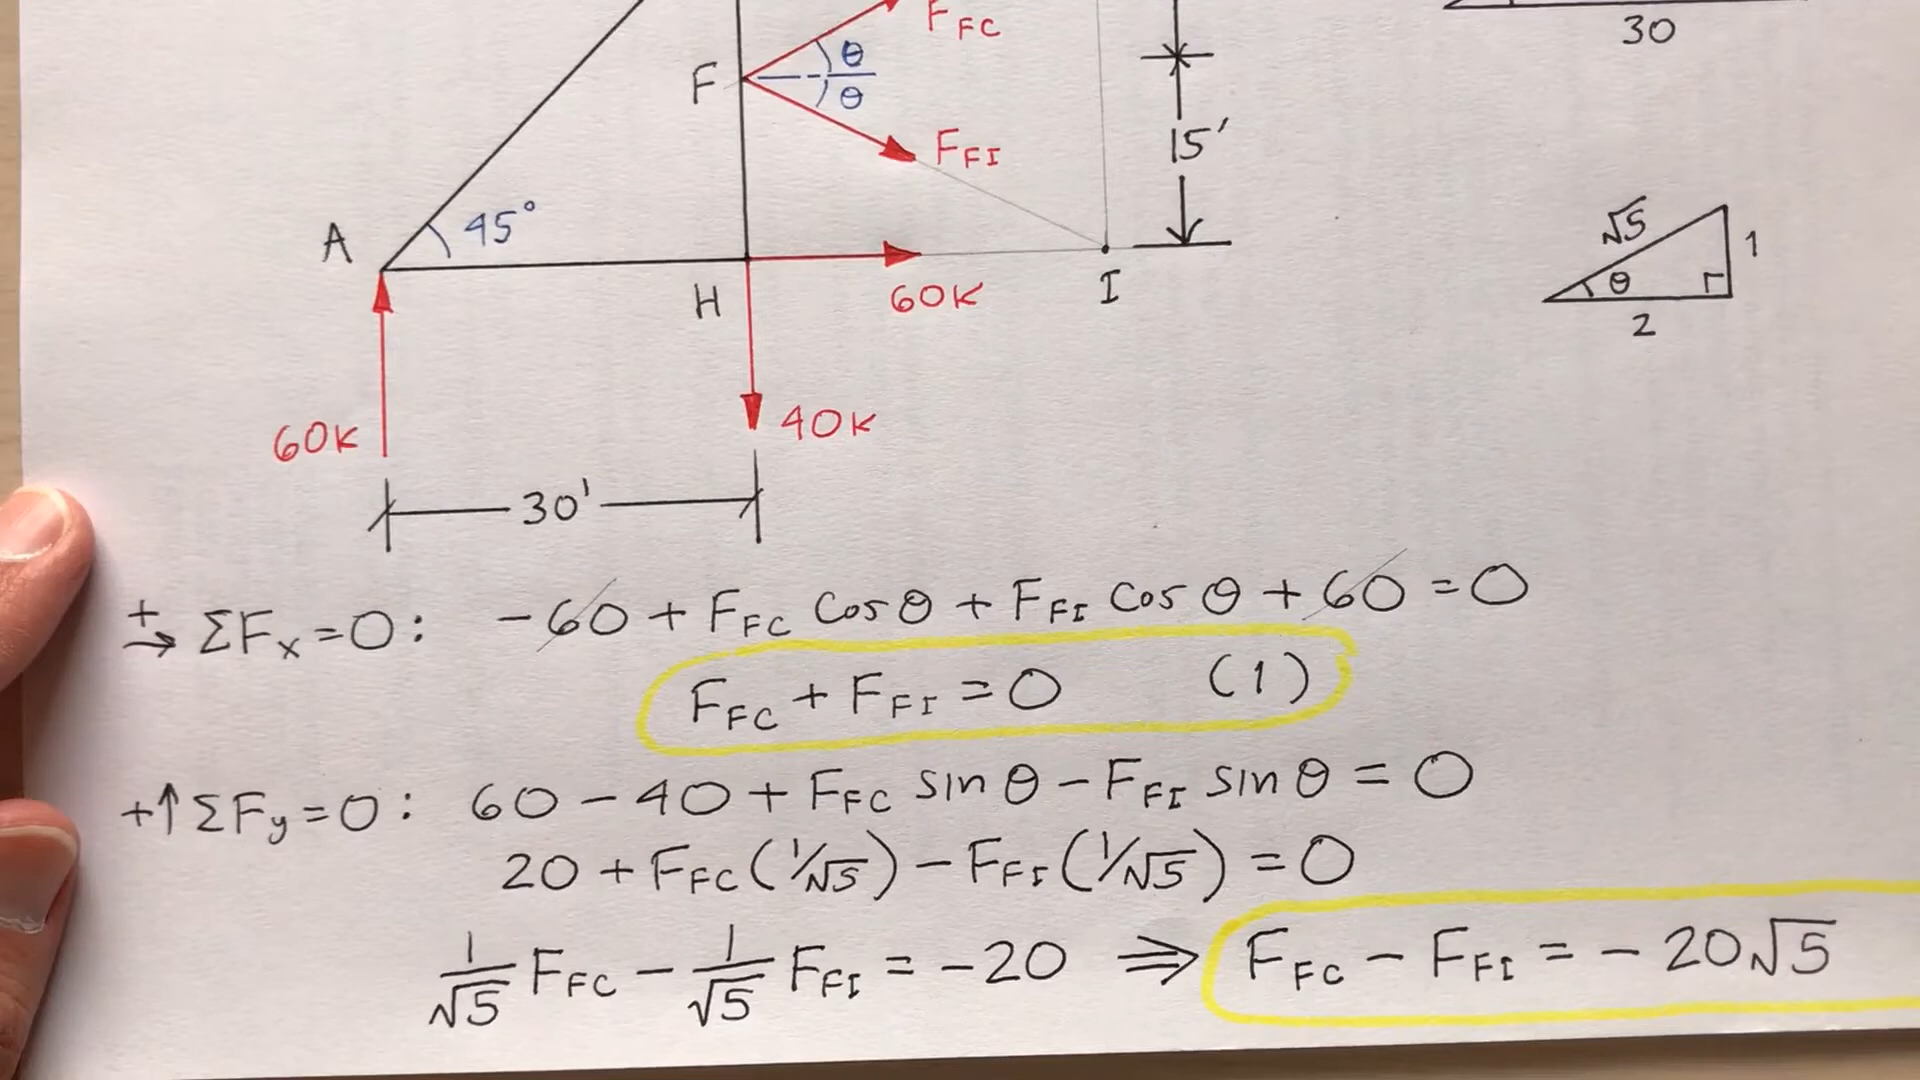 F_FC
30
θ
F
θ
F_FI
15'
A
45°
√5
1
θ
2
H
60K
I
60K
40K
30'
+→ ΣF_x = 0 : -60 + F_FC cos θ + F_FI cos θ + 60 = 0
F_FC + F_FI = 0 (1)
+↑ ΣF_y = 0 : 60 - 40 + F_FC sin θ - F_FI sin θ = 0
20 + F_FC (1/√5) - F_FI (1/√5) = 0
1/√5 F_FC - 1/√5 F_FI = -20 ⇒ F_FC - F_FI = -20√5